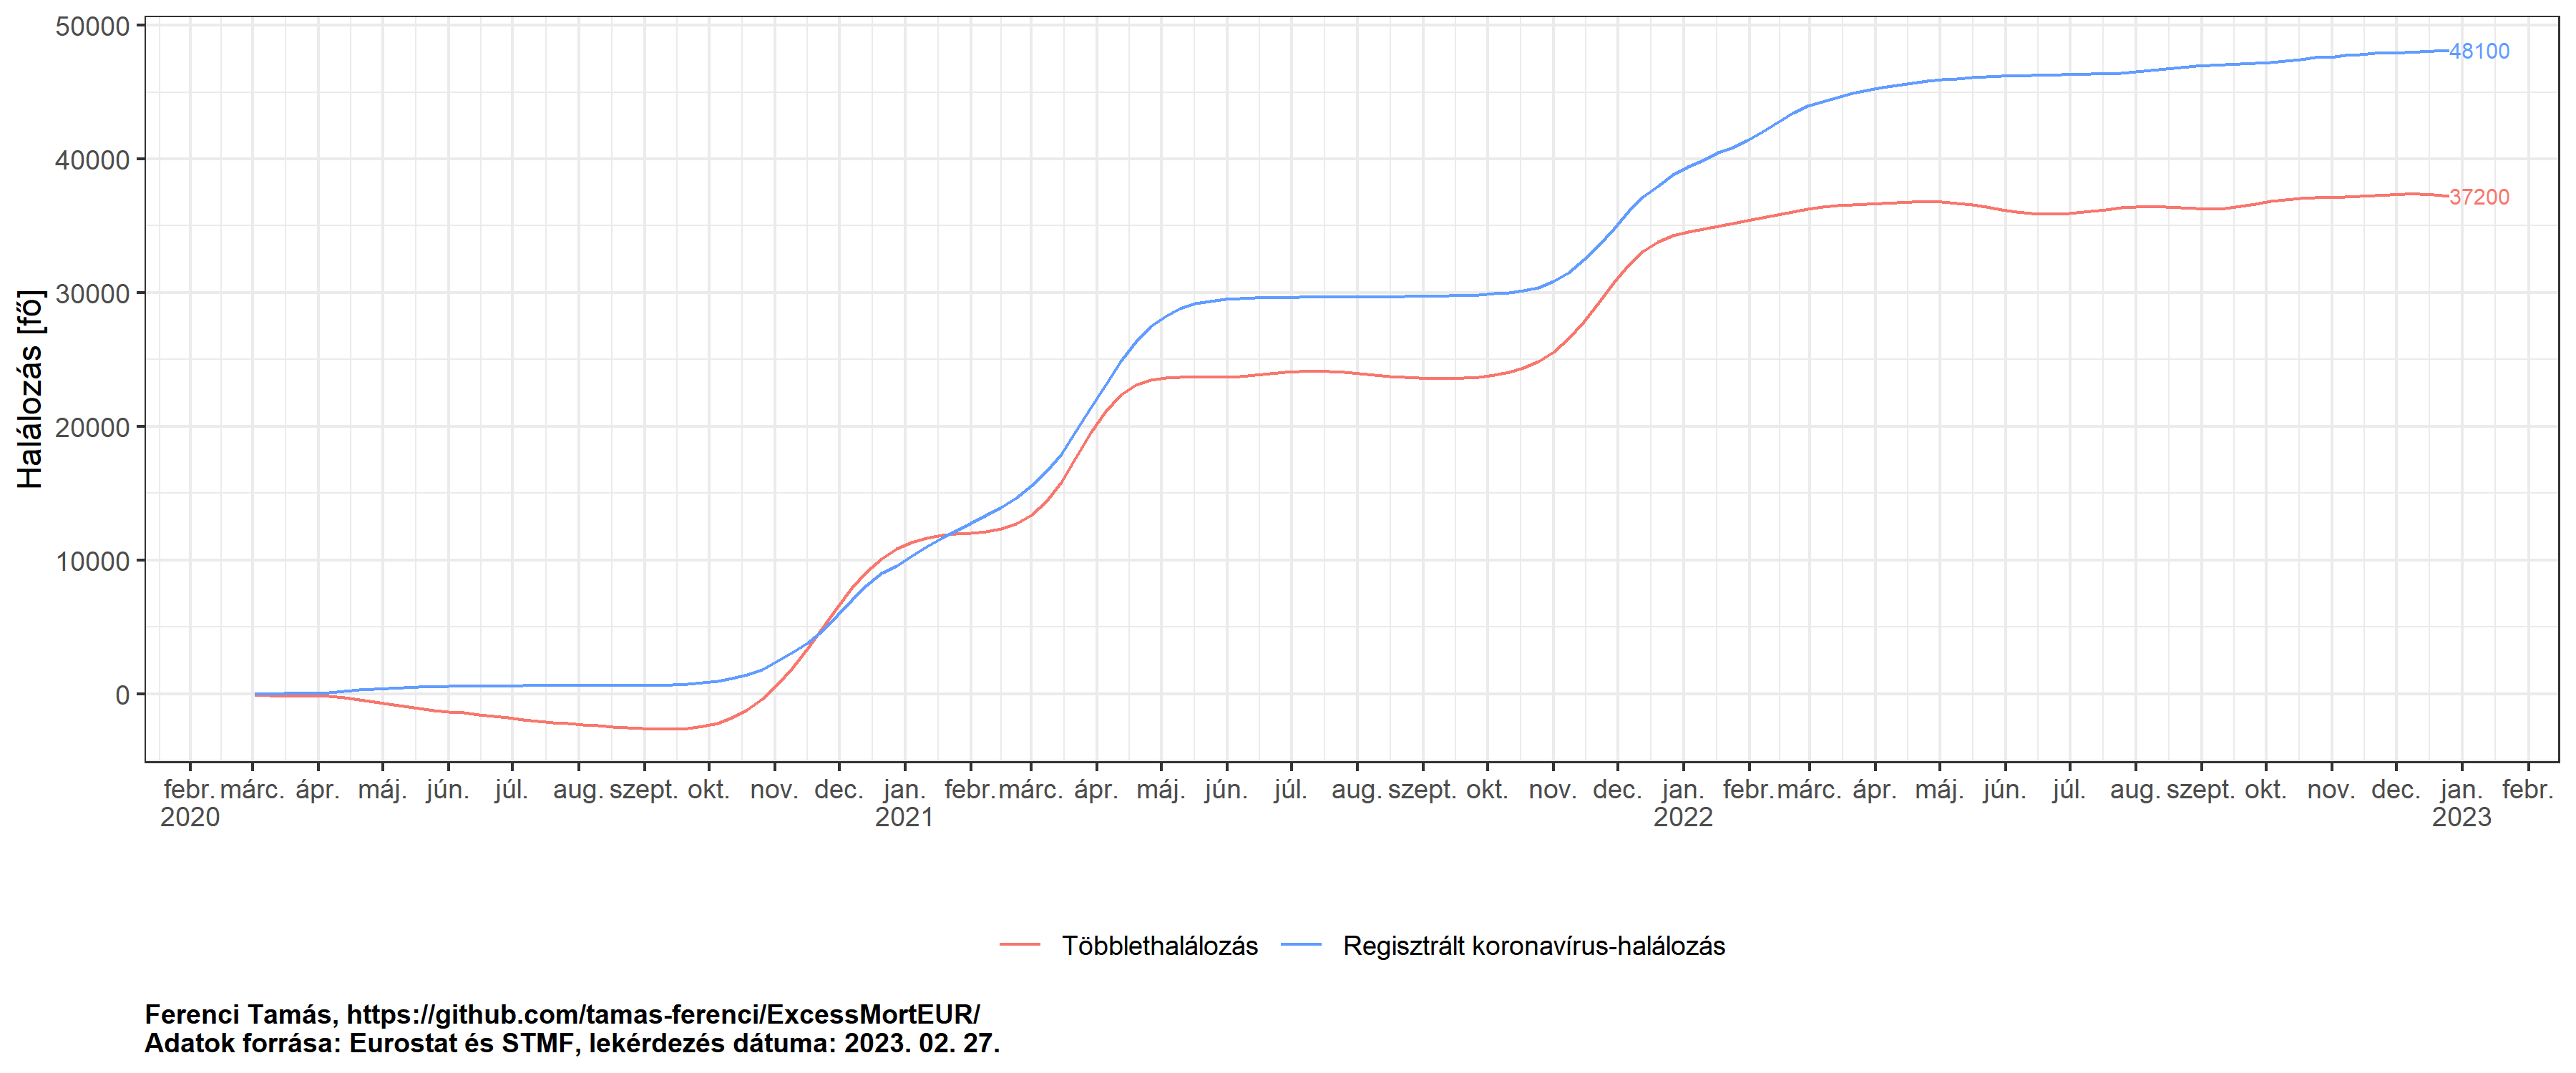 50000
40000
30000
20000
10000
0
Halálozás [fő]
48100
37200
febr. márc. ápr. máj. jún. júl. aug. szept. okt. nov. dec. jan. febr. márc. ápr. máj. jún. júl. aug. szept. okt. nov. dec. jan. febr. márc. ápr. máj. jún. júl. aug. szept. okt. nov. dec. jan. febr.
2020 2021 2022 2023
Többlethalálozás Regisztrált koronavírus-halálozás
Ferenci Tamás, https://github.com/tamas-ferenci/ExcessMortEUR/
Adatok forrása: Eurostat és STMF, lekérdezés dátuma: 2023. 02. 27.